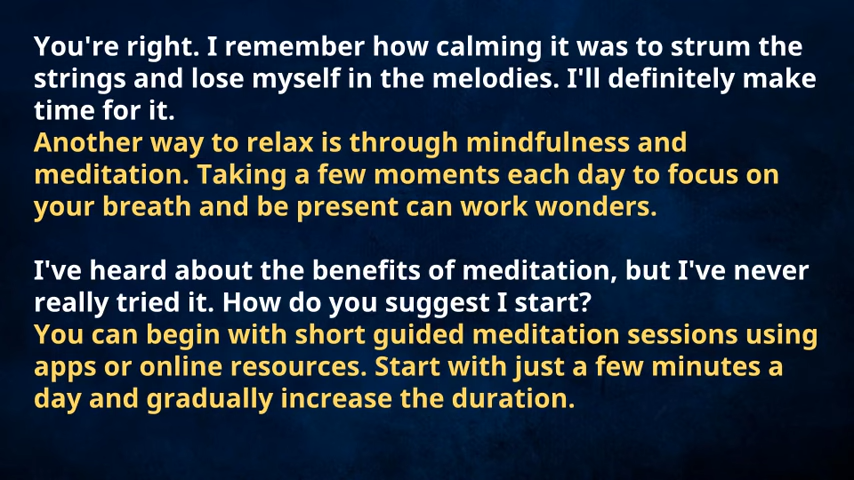 You're right. I remember how calming it was to strum the
strings and lose myself in the melodies. I'll definitely make
time for it.
Another way to relax is through mindfulness and
meditation. Taking a few moments each day to focus on
your breath and be present can work wonders.
I've heard about the benefits of meditation, but I've never
really tried it. How do you suggest I start?
You can begin with short guided meditation sessions using
apps or online resources. Start with just a few minutes a
day and gradually increase the duration.